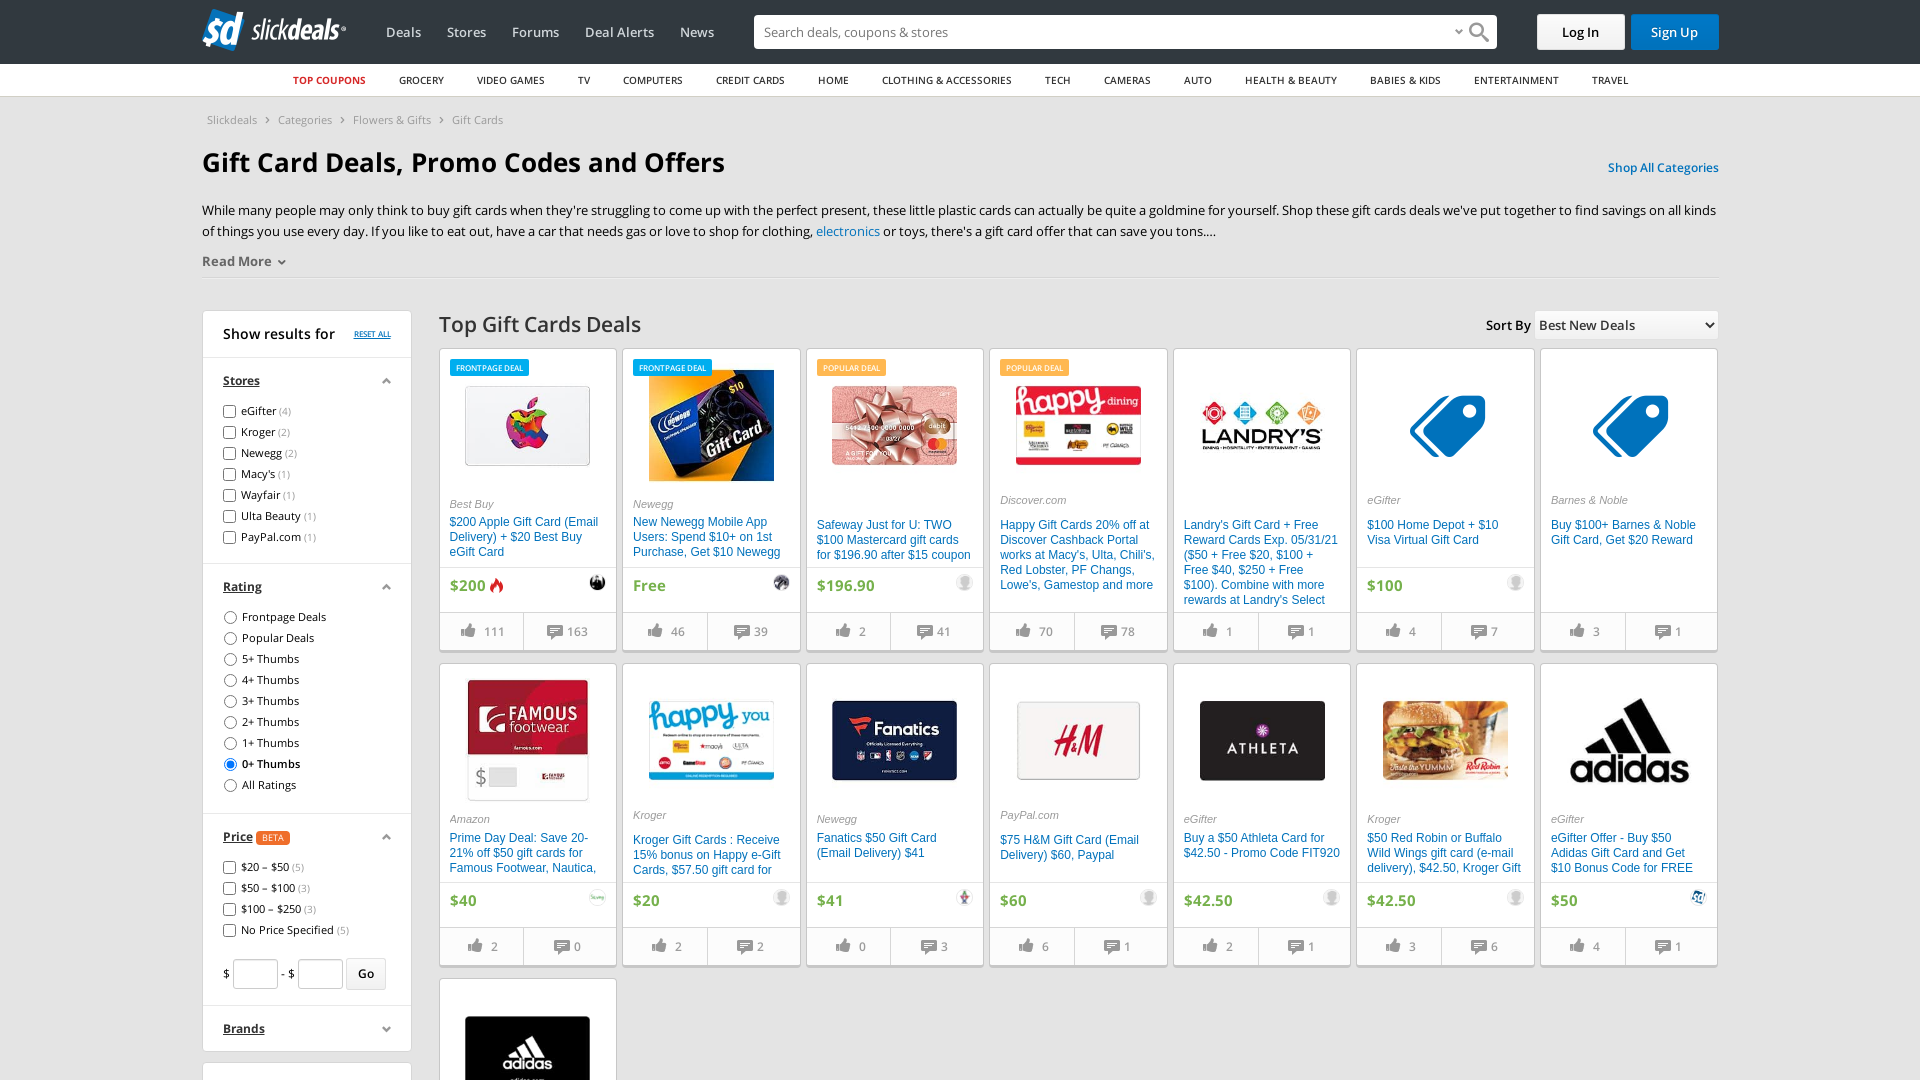 sd slickdeals
Deals
Stores
Forums
Deal Alerts
News
Search deals, coupons & stores
Log In
Sign Up
TOP COUPONS
GROCERY
VIDEO GAMES
TV
COMPUTERS
CREDIT CARDS
HOME
CLOTHING & ACCESSORIES
TECH
CAMERAS
AUTO
HEALTH & BEAUTY
BABIES & KIDS
ENTERTAINMENT
TRAVEL
Slickdeals › Categories › Flowers & Gifts › Gift Cards
Gift Card Deals, Promo Codes and Offers
Shop All Categories
While many people may only think to buy gift cards when they're struggling to come up with the perfect present, these little plastic cards can actually be quite a goldmine for yourself. Shop these gift cards deals we've put together to find savings on all kinds
of things you use every day. If you like to eat out, have a car that needs gas or love to shop for clothing, electronics or toys, there's a gift card offer that can save you tons....
Read More
Show results for
RESET ALL
Stores
eGifter (4)
Kroger (2)
Newegg (2)
Macy's (1)
Wayfair (1)
Ulta Beauty (1)
PayPal.com (1)
Rating
Frontpage Deals
Popular Deals
5+ Thumbs
4+ Thumbs
3+ Thumbs
2+ Thumbs
1+ Thumbs
0+ Thumbs
All Ratings
Price BETA
$20 – $50 (5)
$50 – $100 (3)
$100 – $250 (3)
No Price Specified (5)
$ - $ Go
Brands
Top Gift Cards Deals
Sort By Best New Deals
FRONTPAGE DEAL
Best Buy
$200 Apple Gift Card (Email
Delivery) + $20 Best Buy
eGift Card
$200
111
163
FRONTPAGE DEAL
$10
newegg
Gift Card
Newegg
New Newegg Mobile App
Users: Spend $10+ on 1st
Purchase, Get $10 Newegg
Free
46
39
POPULAR DEAL
debit
A GIFT FOR YOU
Safeway Just for U: TWO
$100 Mastercard gift cards
for $196.90 after $15 coupon
$196.90
2
41
POPULAR DEAL
happy dining
Discover.com
Happy Gift Cards 20% off at
Discover Cashback Portal
works at Macy's, Ulta, Chili's,
Red Lobster, PF Changs,
Lowe's, Gamestop and more
70
78
LANDRY'S
DINING • HOSPITALITY • ENTERTAINMENT • GAMING
Landry's Gift Card + Free
Reward Cards Exp. 05/31/21
($50 + Free $20, $100 +
Free $40, $250 + Free
$100). Combine with more
rewards at Landry's Select
1
1
eGifter
$100 Home Depot + $10
Visa Virtual Gift Card
$100
4
7
Barnes & Noble
Buy $100+ Barnes & Noble
Gift Card, Get $20 Reward
3
1
FAMOUS
footwear
famous.com
$
Amazon
Prime Day Deal: Save 20-
21% off $50 gift cards for
Famous Footwear, Nautica,
$40
2
0
happy you
macy's
ULTA
GameStop
Kroger
Kroger Gift Cards : Receive
15% bonus on Happy e-Gift
Cards, $57.50 gift card for
$20
2
2
Fanatics
Officially Licensed Everything
FANATICS.COM
Newegg
Fanatics $50 Gift Card
(Email Delivery) $41
$41
0
3
H&M
PayPal.com
$75 H&M Gift Card (Email
Delivery) $60, Paypal
$60
6
1
ATHLETA
eGifter
Buy a $50 Athleta Card for
$42.50 - Promo Code FIT920
$42.50
2
1
Taste the YUMMM
Red Robin
Kroger
$50 Red Robin or Buffalo
Wild Wings gift card (e-mail
delivery), $42.50, Kroger Gift
$42.50
3
6
adidas
eGifter
eGifter Offer - Buy $50
Adidas Gift Card and Get
$10 Bonus Code for FREE
$50
4
1
adidas